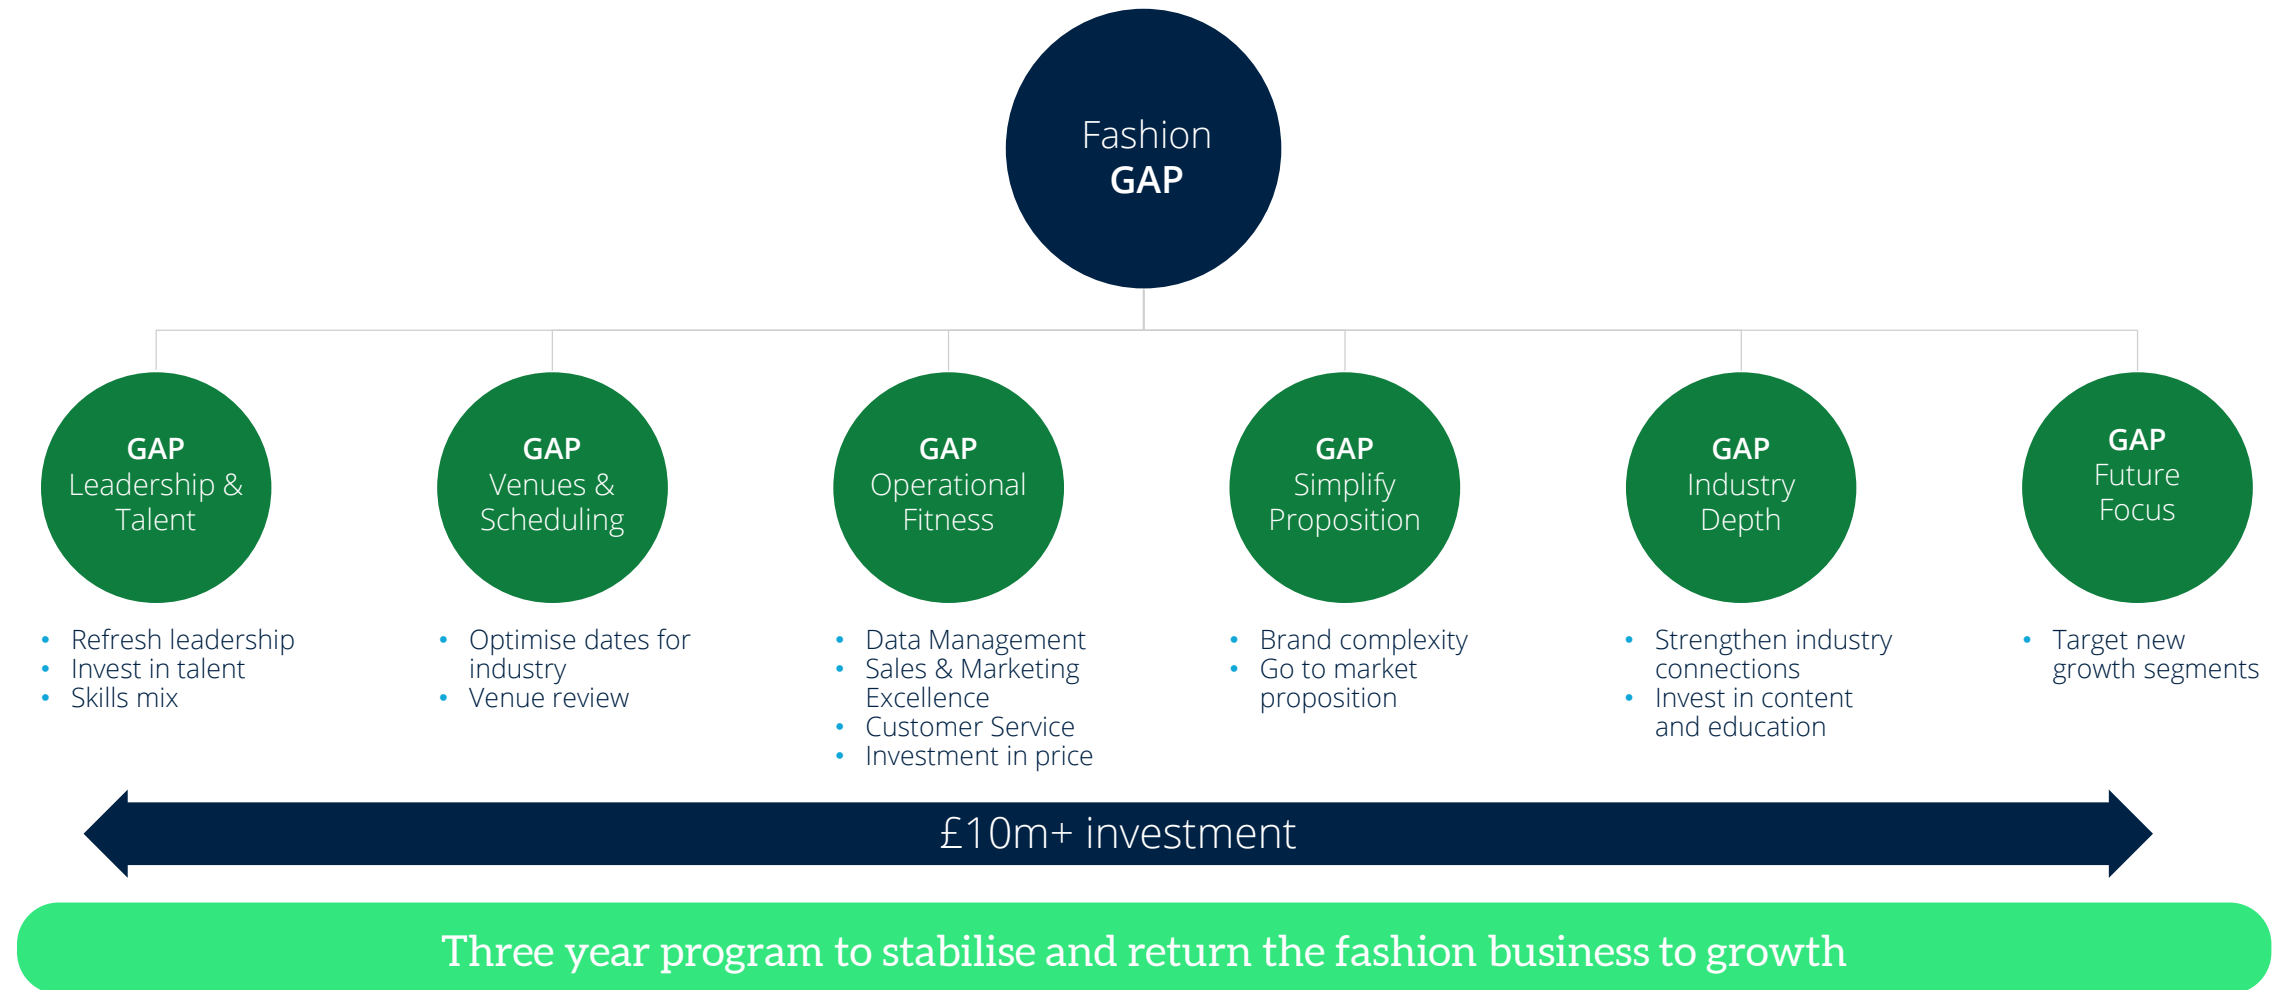 Fashion
GAP
GAP
Leadership &
Talent
GAP
Venues &
Scheduling
GAP
Operational
Fitness
GAP
Simplify
Proposition
GAP
Industry
Depth
GAP
Future
Focus
• Refresh leadership
• Invest in talent
• Skills mix
• Optimise dates for
industry
• Venue review
• Data Management
• Sales & Marketing
Excellence
• Customer Service
• Investment in price
• Brand complexity
• Go to market
proposition
• Strengthen industry
connections
• Invest in content
and education
• Target new
growth segments
£10m+ investment
Three year program to stabilise and return the fashion business to growth